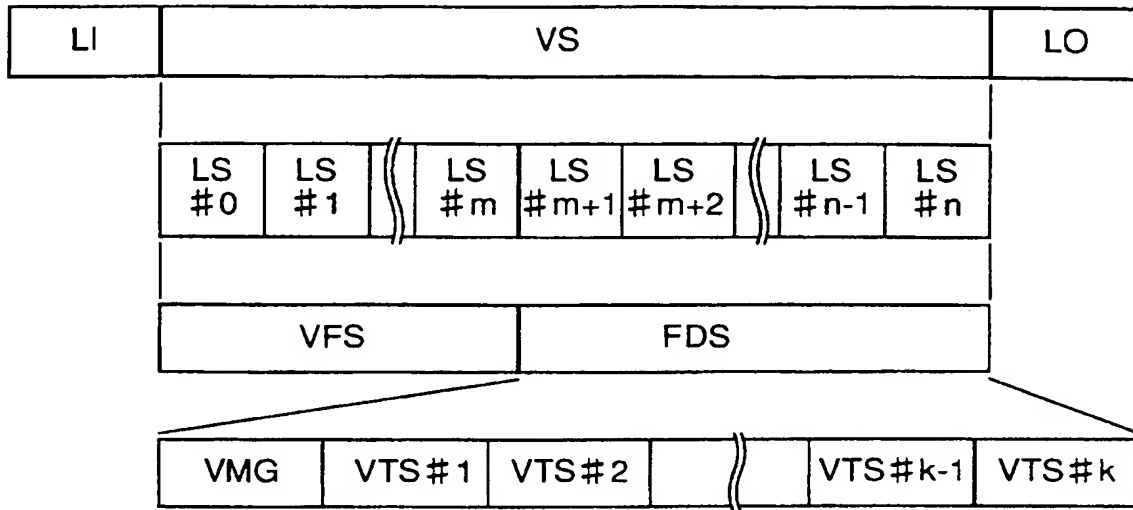 LI VS LO
LS LS LS LS LS LS LS
#0 #1 #m #m+1 #m+2 #n-1 #n
VFS FDS
VMG VTS#1 VTS#2 VTS#k-1 VTS#k